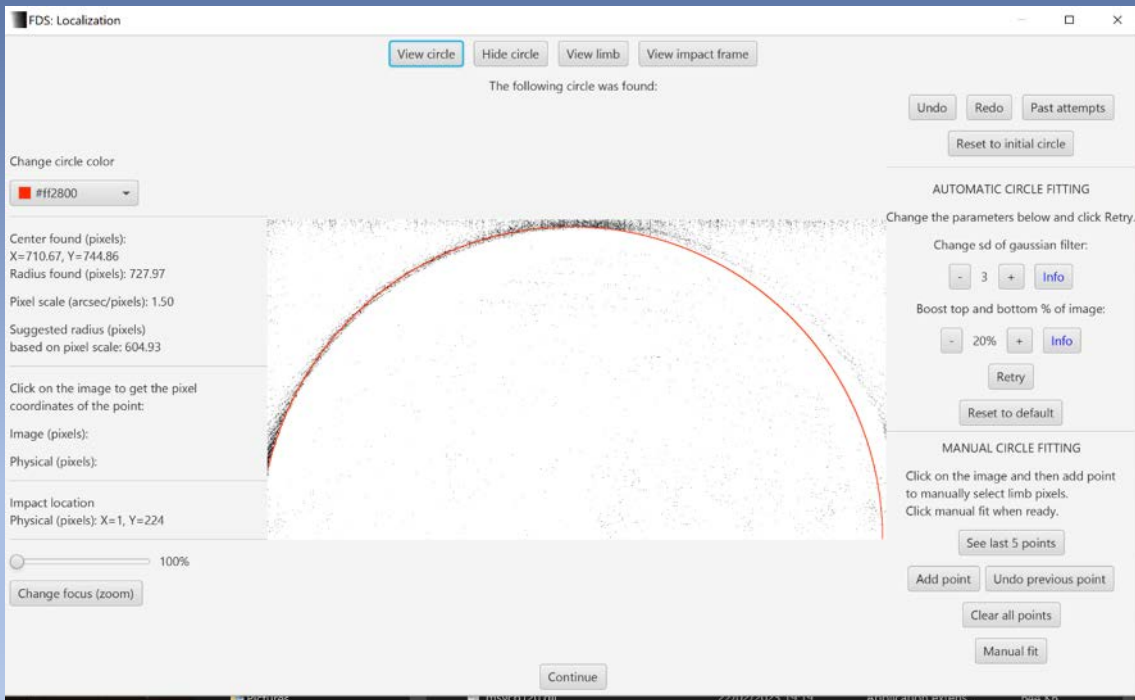 FDS: Localization
View circle
Hide circle
View limb
View impact frame
The following circle was found:
Undo
Redo
Past attempts
Reset to initial circle
Change circle color
#ff2800
Center found (pixels):
X=710.67, Y=744.86
Radius found (pixels): 727.97
Pixel scale (arcsec/pixels): 1.50
Suggested radius (pixels)
based on pixel scale: 604.93
Click on the image to get the pixel
coordinates of the point:
Image (pixels):
Physical (pixels):
Impact location
Physical (pixels): X=1, Y=224
100%
Change focus (zoom)
AUTOMATIC CIRCLE FITTING
Change the parameters below and click Retry.
Change sd of gaussian filter:
- 3 + Info
Boost top and bottom % of image:
- 20% + Info
Retry
Reset to default
MANUAL CIRCLE FITTING
Click on the image and then add point
to manually select limb pixels.
Click manual fit when ready.
See last 5 points
Add point
Undo previous point
Clear all points
Manual fit
Continue